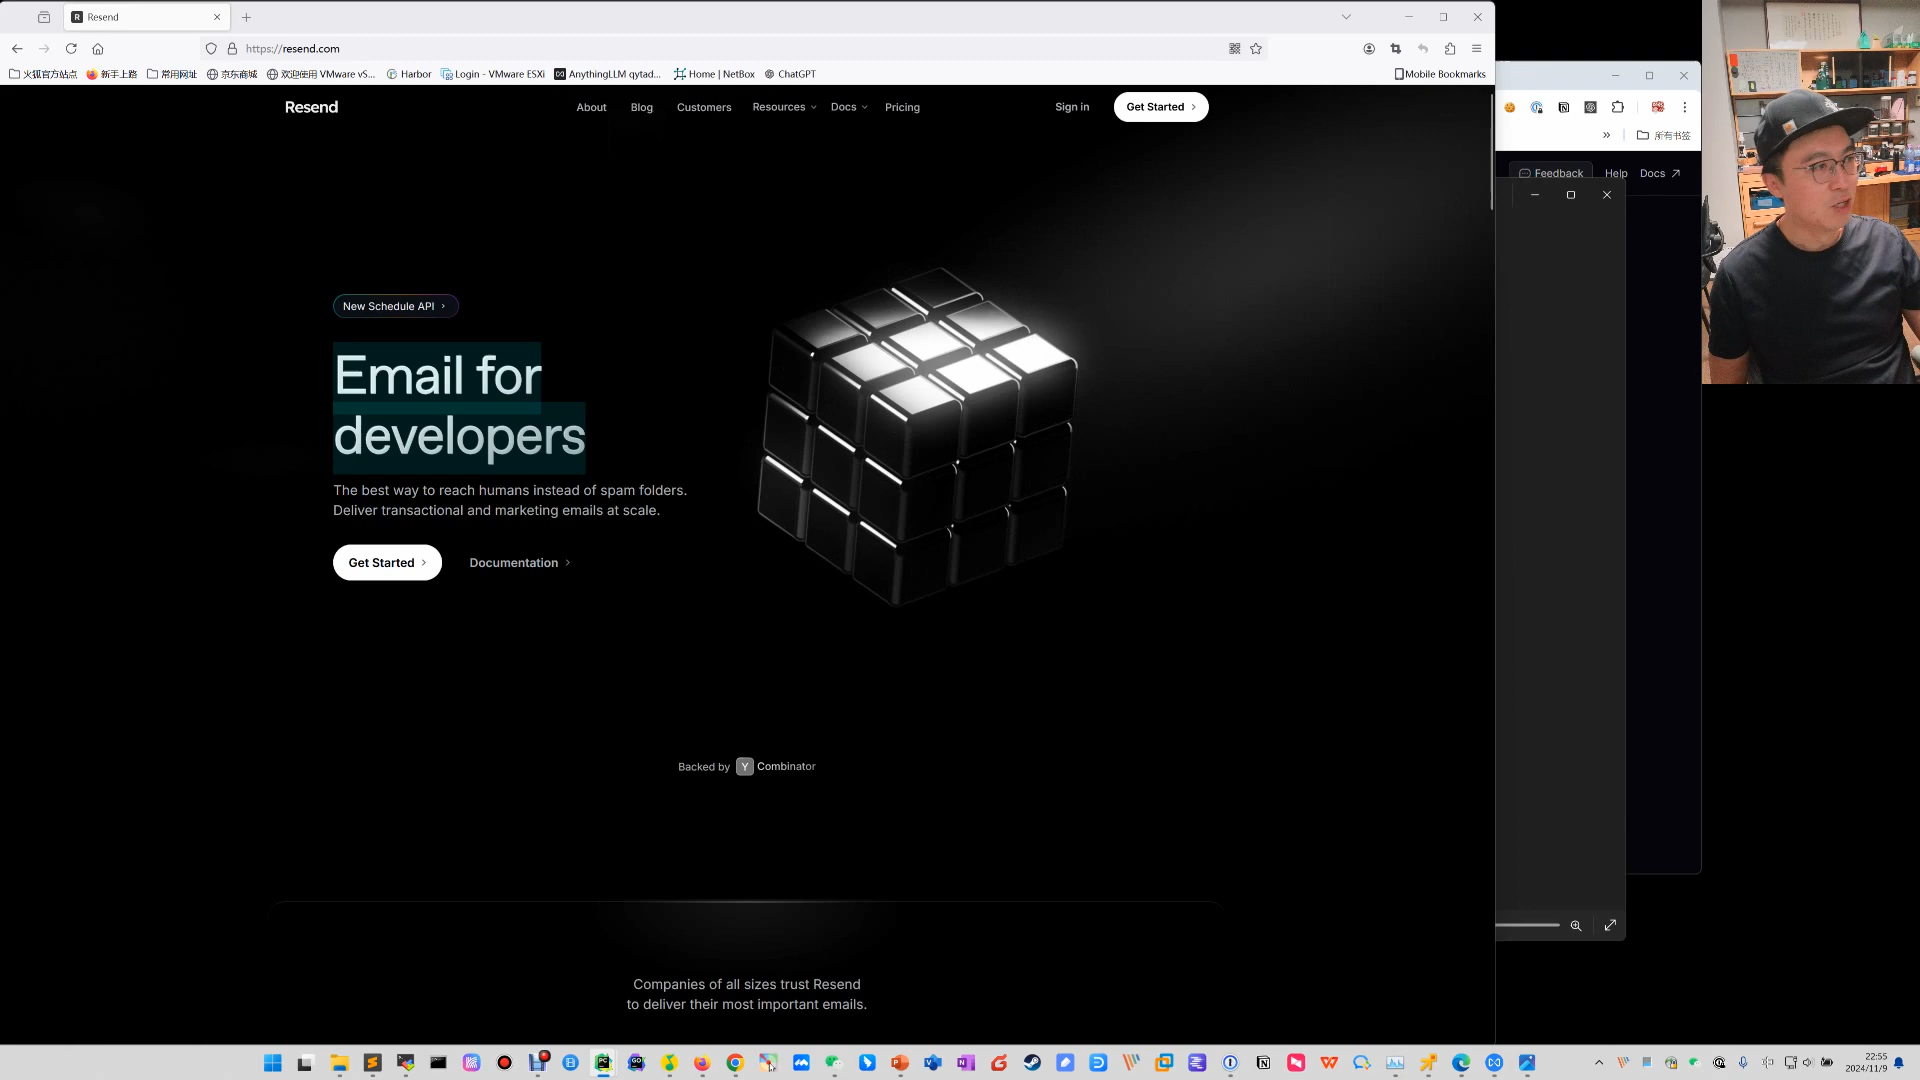 Resend
https://resend.com
火狐官方站点
新手上路
常用网址
京东商城
欢迎使用 VMware vS...
Harbor
Login - VMware ESXi
AnythingLLM qytad...
Home | NetBox
ChatGPT
Mobile Bookmarks
所有书签
Resend
About
Blog
Customers
Resources
Docs
Pricing
Sign in
Get Started
Feedback
Help
Docs
New Schedule API
Email for
developers
The best way to reach humans instead of spam folders.
Deliver transactional and marketing emails at scale.
Get Started
Documentation
Backed by Y Combinator
Companies of all sizes trust Resend
to deliver their most important emails.
22:55
2024/11/9